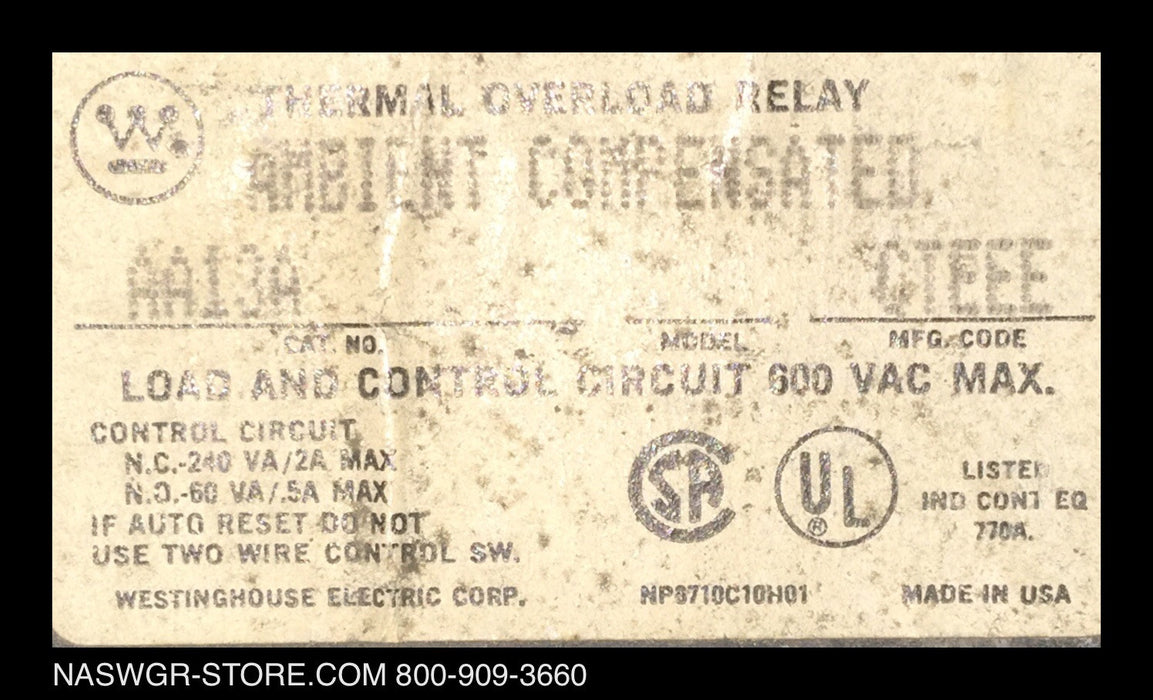 THERMAL OVERLOAD RELAY
AMBIENT COMPENSATED
AA13A
CAT. NO. MODEL MFG. CODE
LOAD AND CONTROL CIRCUIT 600 VAC MAX.
CONTROL CIRCUIT
N.C.-240 VA/2A MAX
N.O.-60 VA/.5A MAX
IF AUTO RESET DO NOT
USE TWO WIRE CONTROL SW.
SA
UL
®
LISTED
IND CONT EQ
770A.
WESTINGHOUSE ELECTRIC CORP. NP8710C10H01 MADE IN USA
NASWGR-STORE.COM 800-909-3660